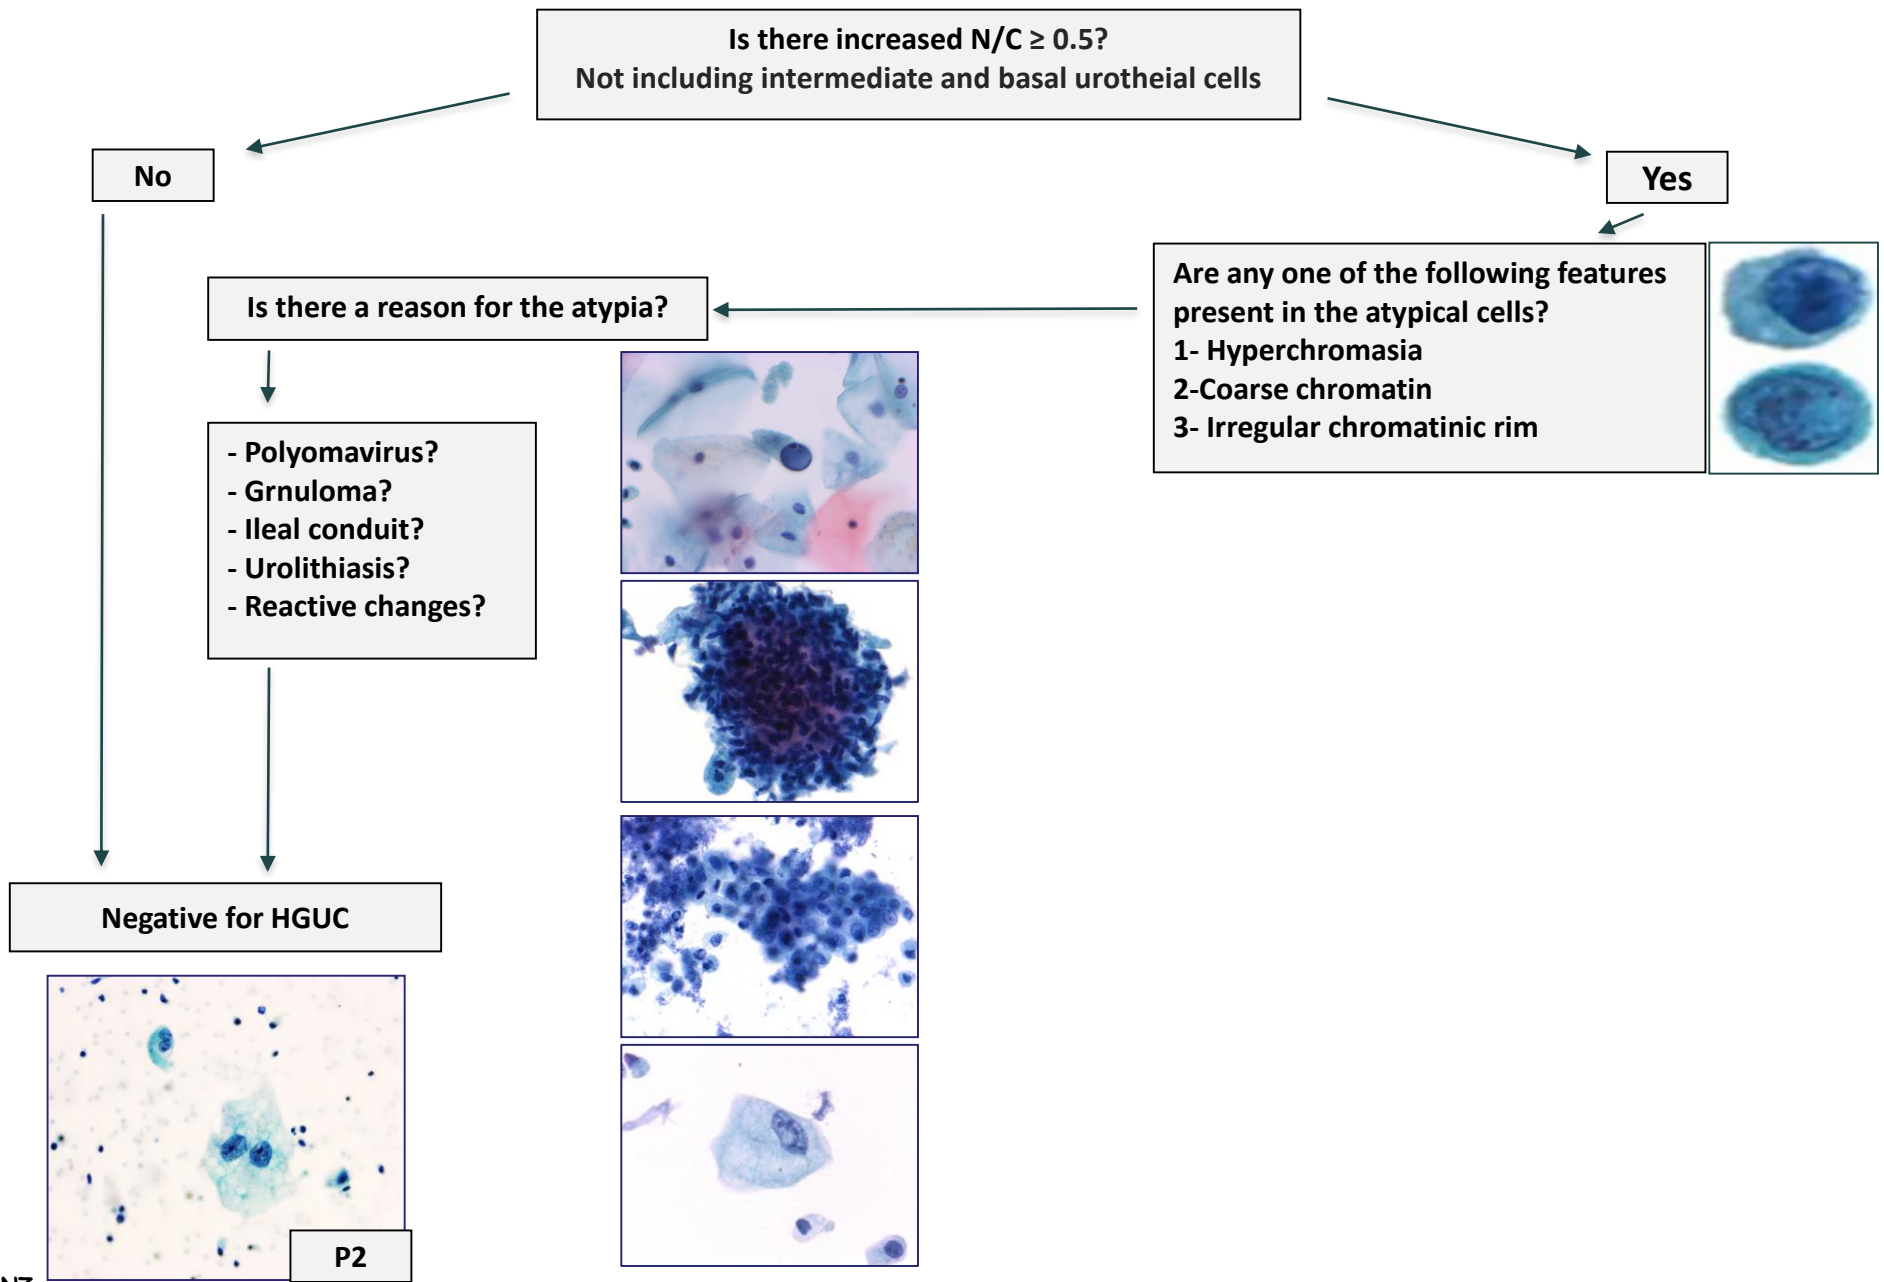 Is there increased N/C ≥ 0.5?
Not including intermediate and basal urotheial cells
No
Yes
Are any one of the following features
present in the atypical cells?
1- Hyperchromasia
2-Coarse chromatin
3- Irregular chromatinic rim
Is there a reason for the atypia?
- Polyomavirus?
- Grnuloma?
- Ileal conduit?
- Urolithiasis?
- Reactive changes?
Negative for HGUC
P2